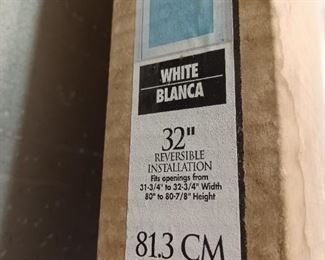 WHITE
BLANCA
32"
REVERSIBLE
INSTALLATION
Fits openings from
31-3/4" to 32-3/4" Width
80" to 80-7/8" Height
81.3 CM